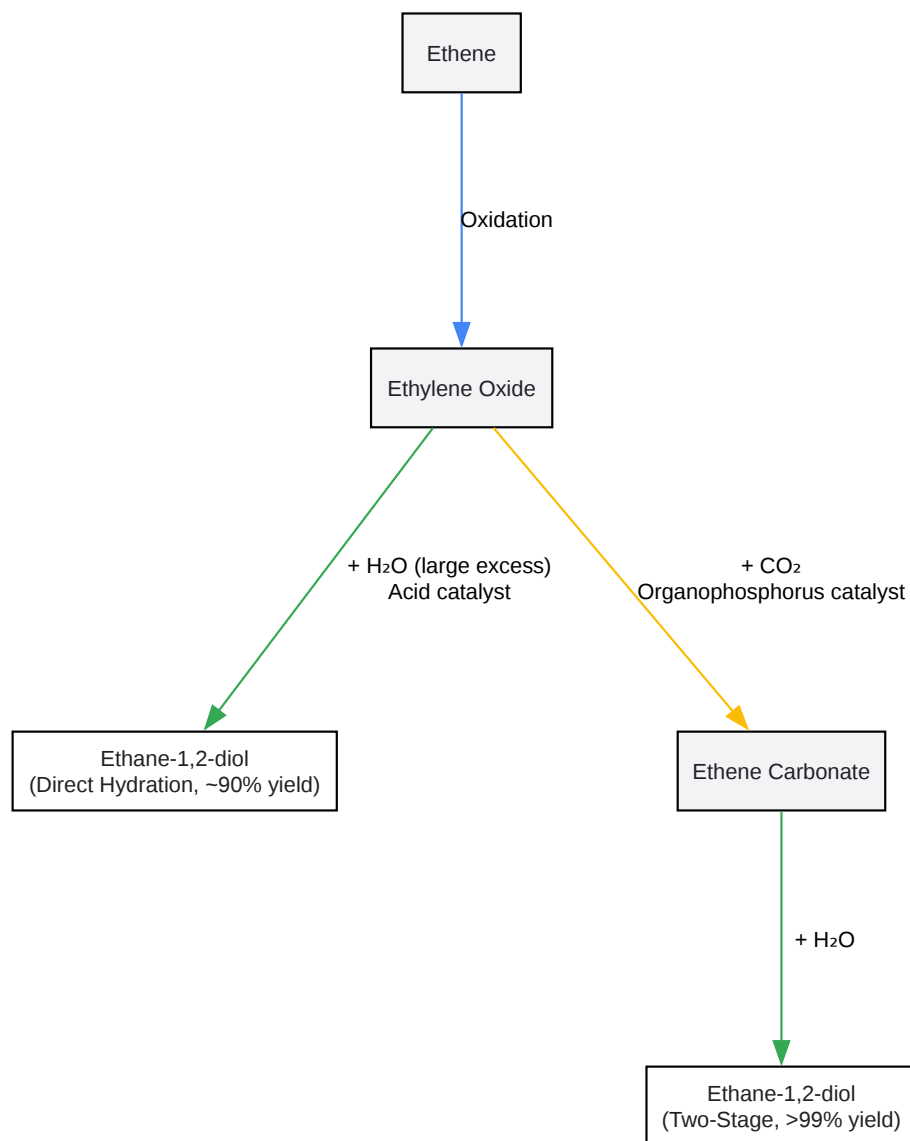 Ethene
Oxidation
Ethylene Oxide
+ H₂O (large excess)
Acid catalyst
+ CO₂
Organophosphorus catalyst
Ethane-1,2-diol
(Direct Hydration, ~90% yield)
Ethene Carbonate
+ H₂O
Ethane-1,2-diol
(Two-Stage, >99% yield)